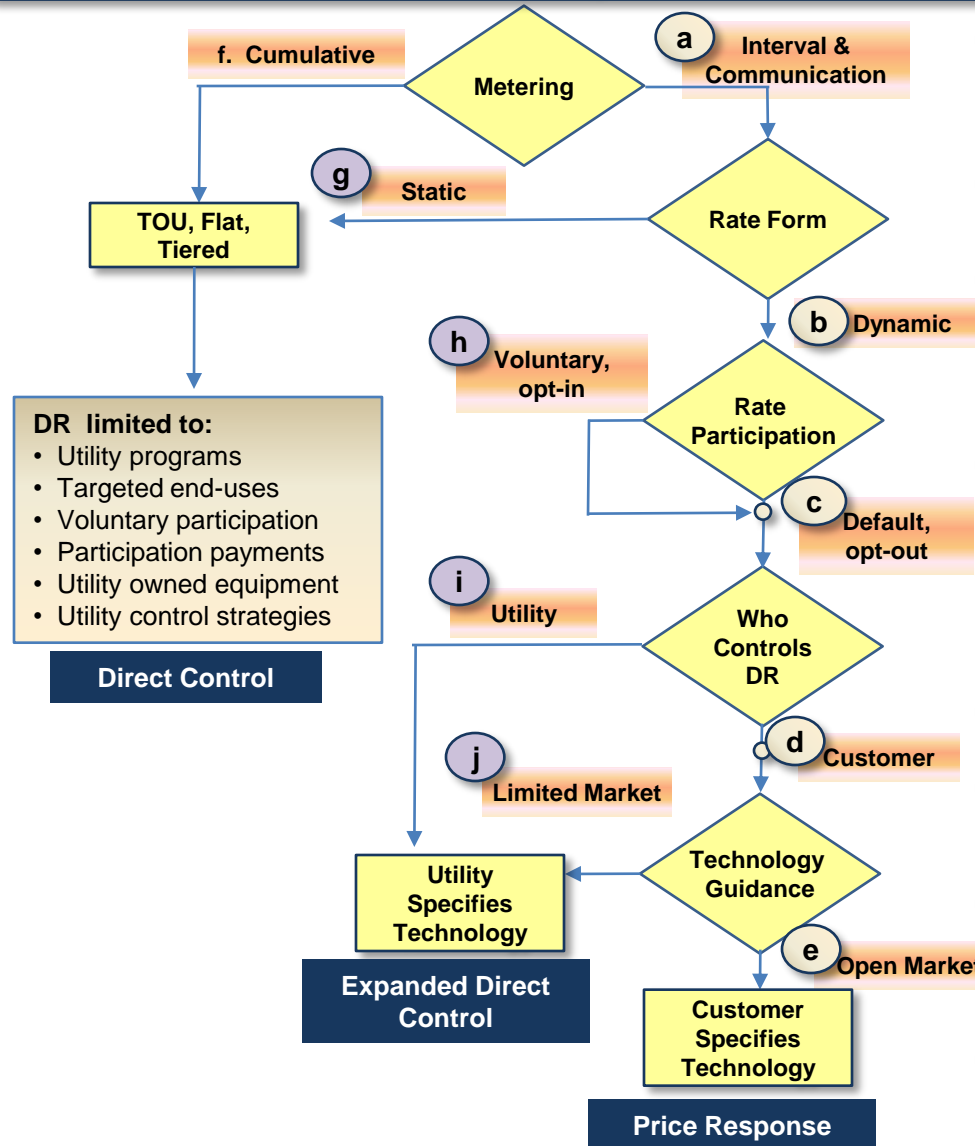 f. Cumulative
a
Interval &
Communication
Metering
g
Static
TOU, Flat,
Tiered
Rate Form
b
Dynamic
h
Voluntary,
opt-in
Rate
Participation
c
Default,
opt-out
DR limited to:
• Utility programs
• Targeted end-uses
• Voluntary participation
• Participation payments
• Utility owned equipment
• Utility control strategies
Direct Control
i
Utility
Who
Controls
DR
d
Customer
j
Limited Market
Technology
Guidance
Utility
Specifies
Technology
Expanded Direct
Control
e
Open Market
Customer
Specifies
Technology
Price Response